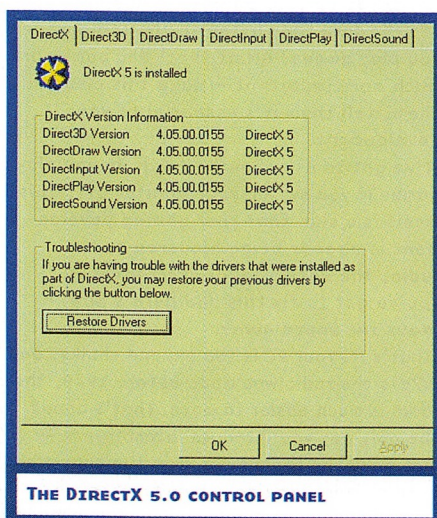 DirectX Direct3D DirectDraw DirectInput DirectPlay DirectSound
DirectX 5 is installed
DirectX Version Information
Direct3D Version 4.05.00.0155 DirectX 5
DirectDraw Version 4.05.00.0155 DirectX 5
DirectInput Version 4.05.00.0155 DirectX 5
DirectPlay Version 4.05.00.0155 DirectX 5
DirectSound Version 4.05.00.0155 DirectX 5
Troubleshooting
If you are having trouble with the drivers that were installed as
part of DirectX, you may restore your previous drivers by
clicking the button below.
Restore Drivers
OK Cancel Apply
THE DIRECTX 5.0 CONTROL PANEL